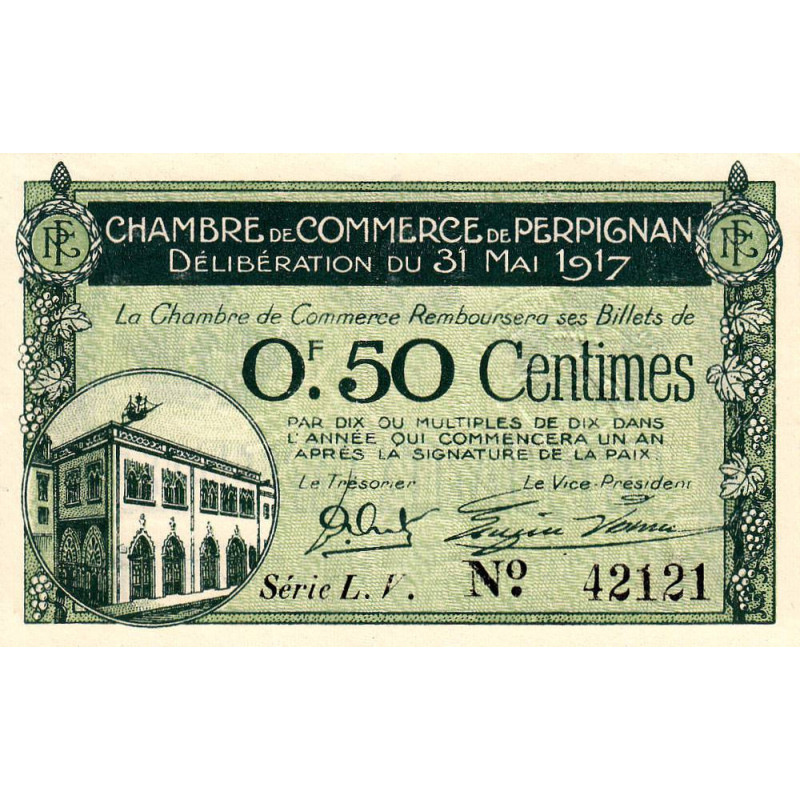 CHAMBRE DE COMMERCE DE PERPIGNAN
DÉLIBÉRATION DU 31 MAI 1917
La Chambre de Commerce Remboursera ses Billets de
0F.50 Centimes
PAR DIX OU MULTIPLES DE DIX DANS
L'ANNÉE QUI COMMENCERA UN AN
APRÈS LA SIGNATURE DE LA PAIX.
Le Trésorier Le Vice-Président
Série L.V. No. 42121